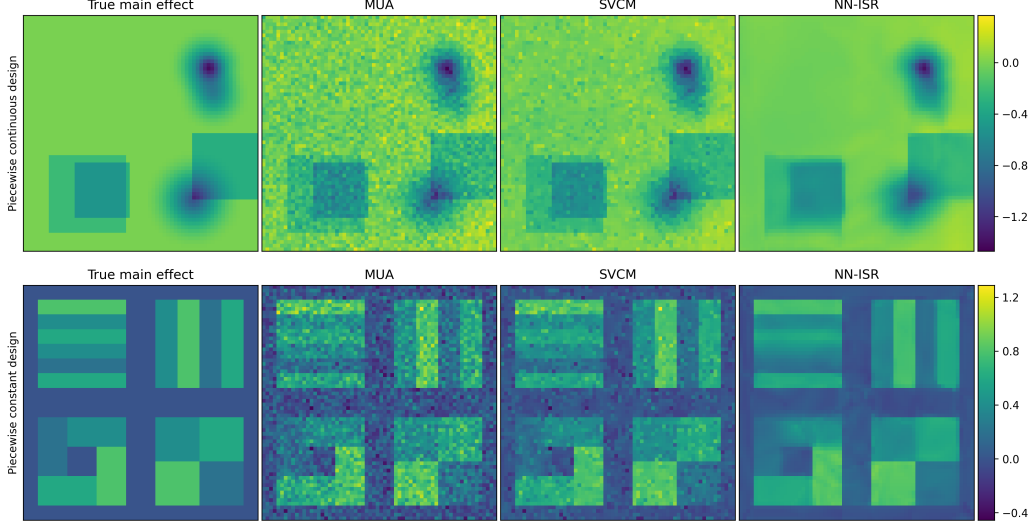 True main effect MUA SVCM NN-ISR
Piecewise continuous design
0.0
−0.4
−0.8
−1.2
True main effect MUA SVCM NN-ISR
Piecewise constant design
1.2
0.8
0.4
0.0
−0.4